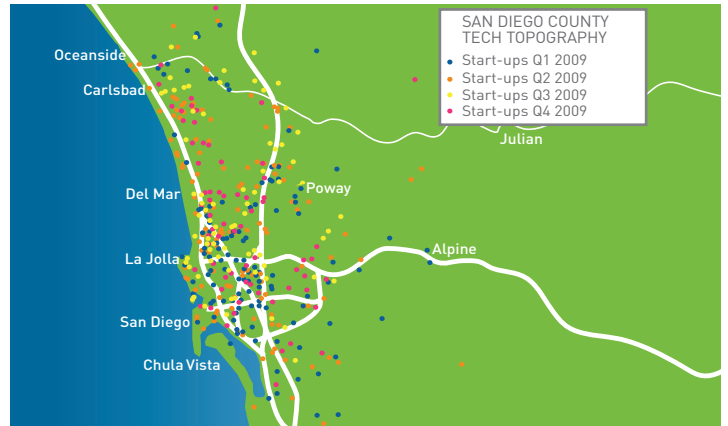 SAN DIEGO COUNTY
TECH TOPOGRAPHY
Start-ups Q1 2009
Start-ups Q2 2009
Start-ups Q3 2009
Start-ups Q4 2009
Oceanside
Carlsbad
Julian
Del Mar
Poway
La Jolla
Alpine
San Diego
Chula Vista